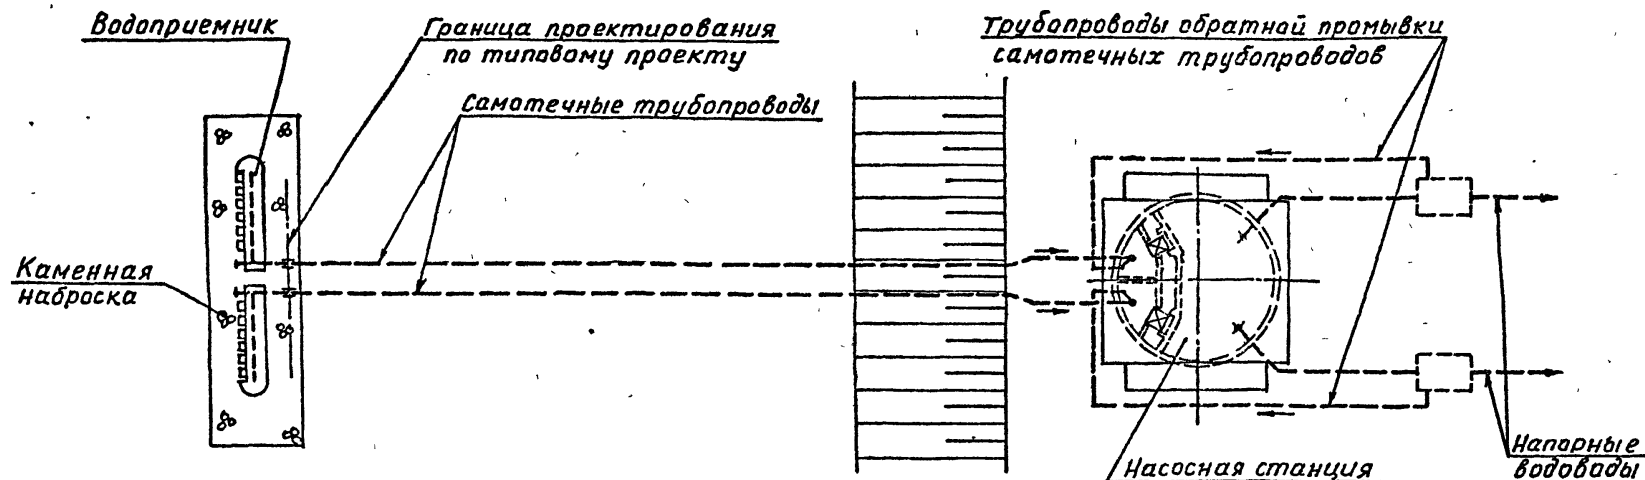 Водоприемник
Граница проектирования
по типовому проекту
Трубопроводы обратной промывки
самотечных трубопроводов
Самотечные трубопроводы
Каменная
наброска
Напорные
водоводы
Насосная станция